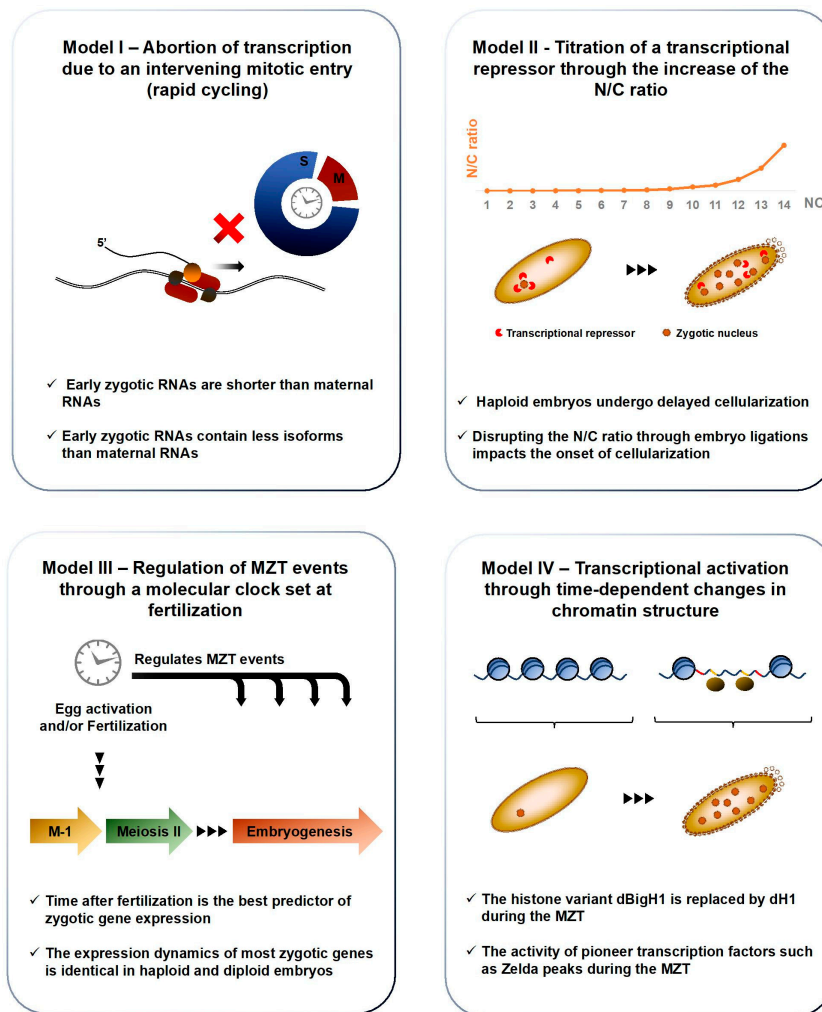 Model I – Abortion of transcription
due to an intervening mitotic entry
(rapid cycling)
S
M
5'
✓ Early zygotic RNAs are shorter than maternal
RNAs
✓ Early zygotic RNAs contain less isoforms
than maternal RNAs
Model II - Titration of a transcriptional
repressor through the increase of the
N/C ratio
N/C ratio
1 2 3 4 5 6 7 8 9 10 11 12 13 14 NC
Transcriptional repressor Zygotic nucleus
✓ Haploid embryos undergo delayed cellularization
✓ Disrupting the N/C ratio through embryo ligations
impacts the onset of cellularization
Model III – Regulation of MZT events
through a molecular clock set at
fertilization
Regulates MZT events
Egg activation
and/or Fertilization
M-1 Meiosis II Embryogenesis
✓ Time after fertilization is the best predictor of
zygotic gene expression
✓ The expression dynamics of most zygotic genes
is identical in haploid and diploid embryos
Model IV – Transcriptional activation
through time-dependent changes in
chromatin structure
✓ The histone variant dBigH1 is replaced by dH1
during the MZT
✓ The activity of pioneer transcription factors such
as Zelda peaks during the MZT